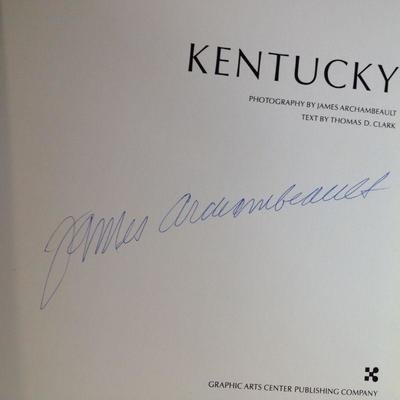 KENTUCKY
PHOTOGRAPHY BY JAMES ARCHAMBEAULT
TEXT BY THOMAS D. CLARK
James Archambeault
GRAPHIC ARTS CENTER PUBLISHING COMPANY